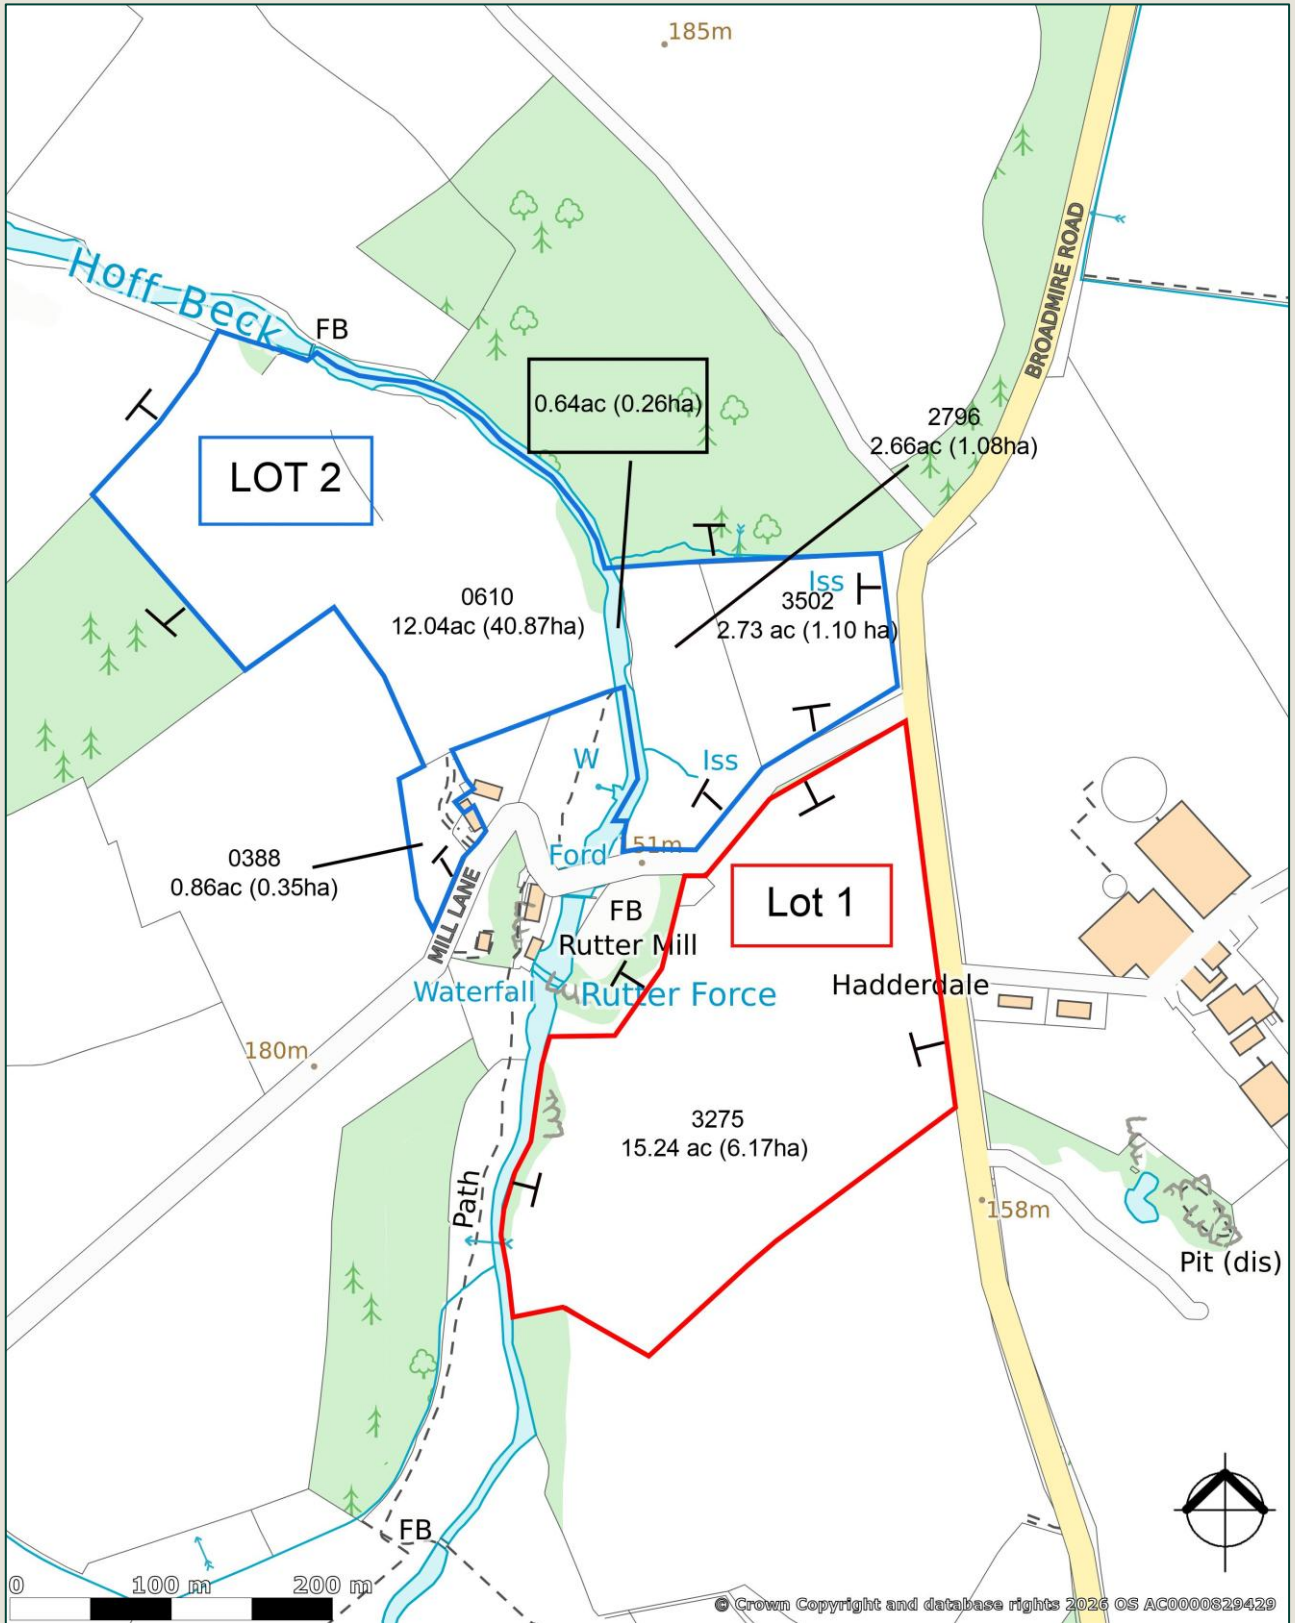 185m
BROADMIRE ROAD
Hoff Beck
FB
0.64ac (0.26ha)
2796
2.66ac (1.08ha)
LOT 2
Iss
0610
12.04ac (40.87ha)
3502
2.73 ac (1.10 ha)
W
Iss
0388
0.86ac (0.35ha)
Ford
51m
MILL LANE
Lot 1
FB
Rutter Mill
Waterfall
Rutter Force
Hadderdale
180m
3275
15.24 ac (6.17ha)
Path
158m
Pit (dis)
FB
0
100 m
200 m
© Crown Copyright and database rights 2026 OS AC0000829429